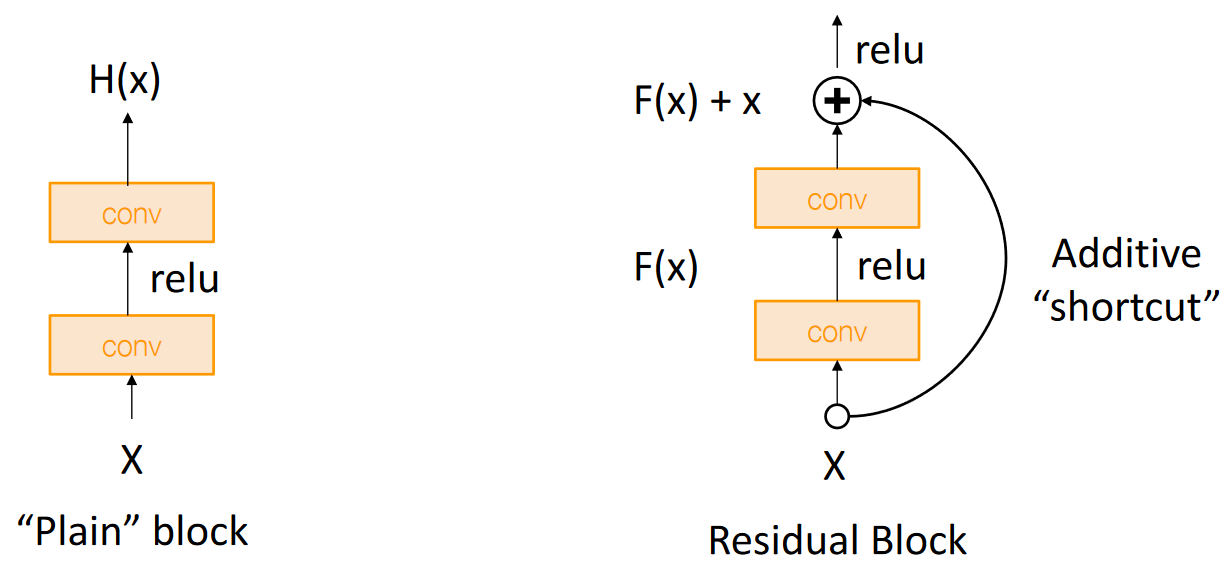 H(x)
conv
relu
conv
X
“Plain” block
relu
F(x) + x
conv
F(x)
relu
Additive
“shortcut”
conv
X
Residual Block